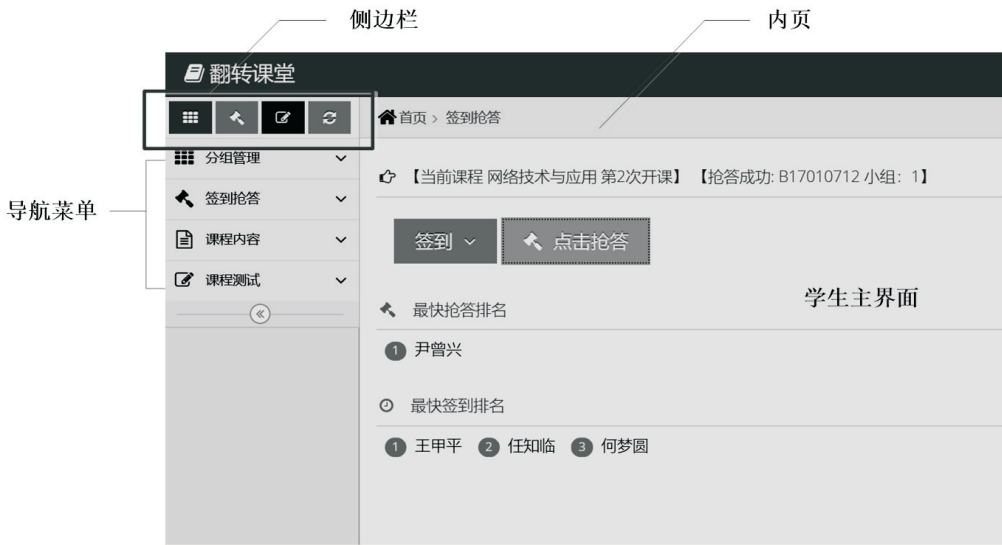 侧边栏
内页
翻转课堂
首页 > 签到抢答
分组管理
签到抢答
课程内容
课程测试
导航菜单
【当前课程 网络技术与应用 第2次开课】 【抢答成功: B17010712 小组: 1】
签到
点击抢答
学生主界面
最快抢答排名
1 尹曾兴
最快签到排名
1 王甲平 2 任知临 3 何梦圆